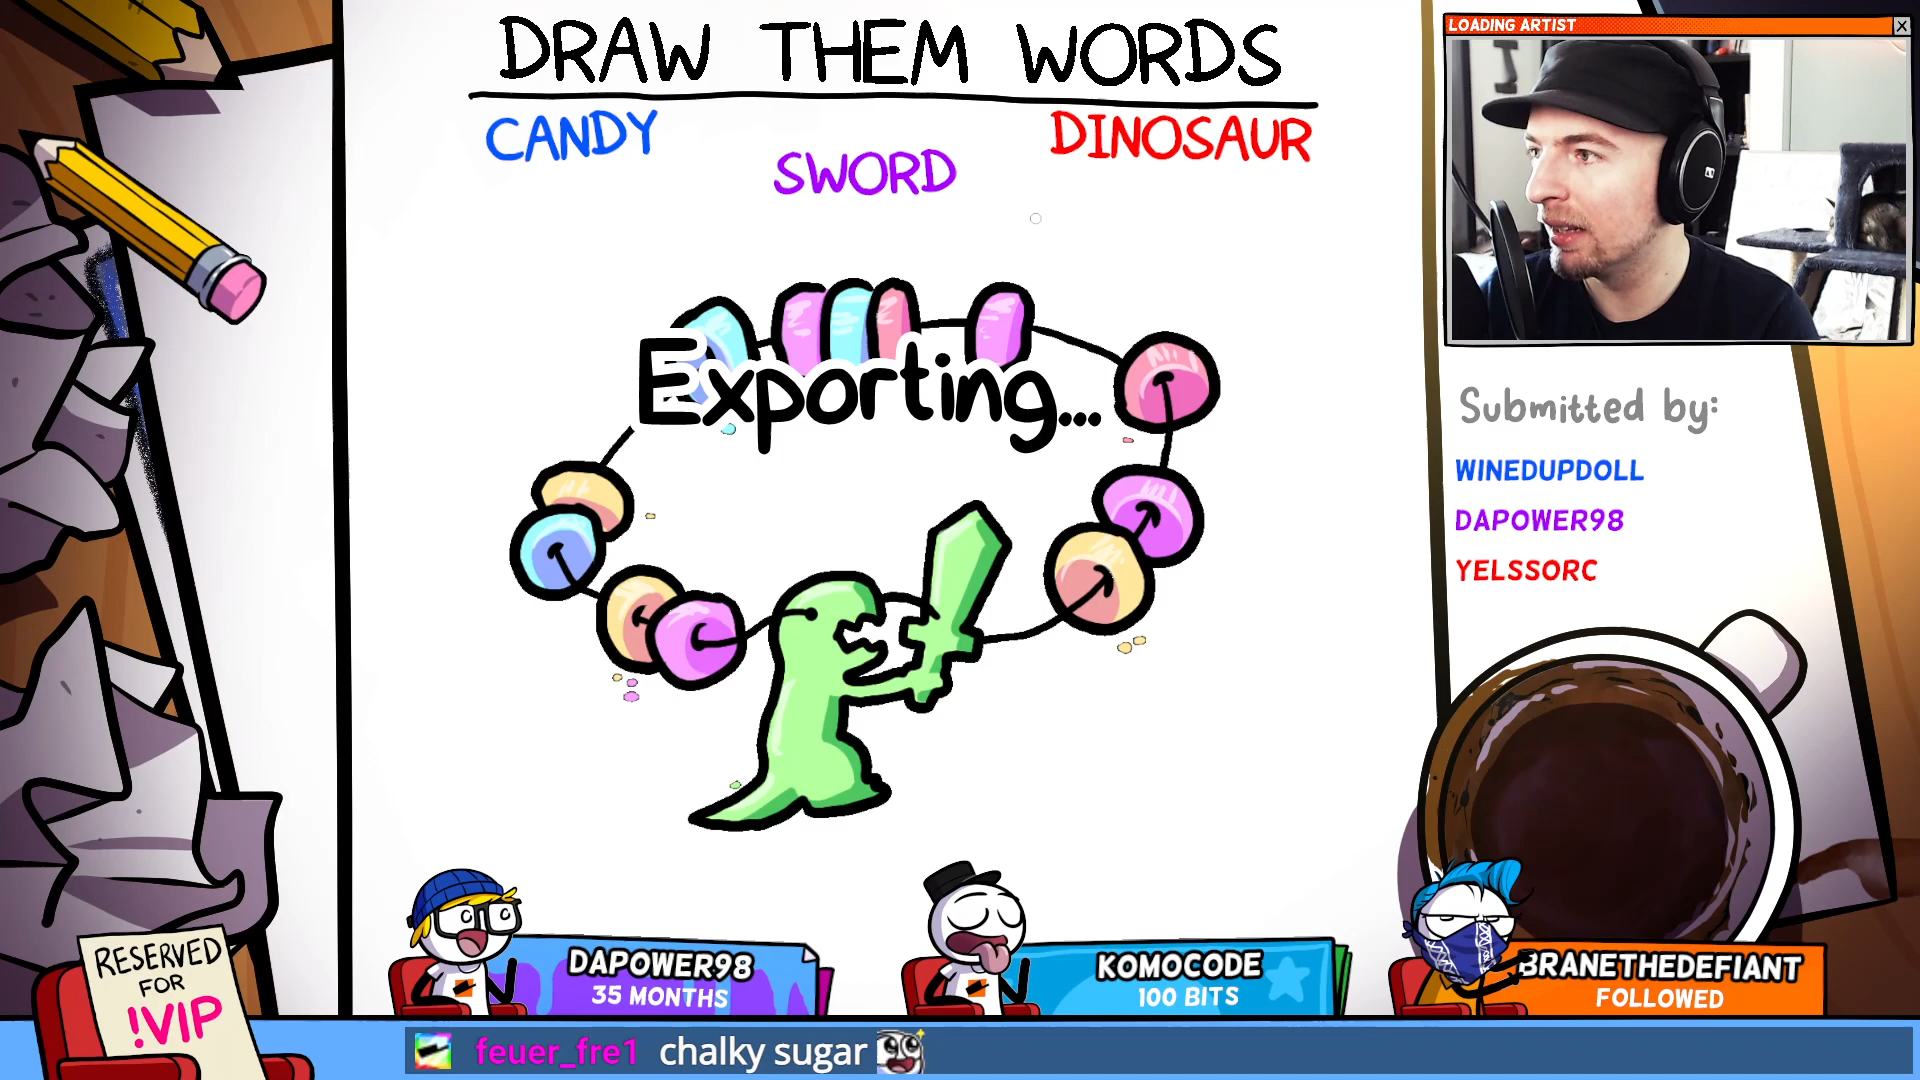 DRAW THEM WORDS
CANDY
SWORD
DINOSAUR
Exporting...
LOADING ARTIST
Submitted by:
WINEDUPDOLL
DAPOWER98
YELSSORC
RESERVED
FOR
!VIP
DAPOWER98
35 MONTHS
KOMOCODE
100 BITS
BRANETHEDEFIANT
FOLLOWED
feuer_fre1 chalky sugar